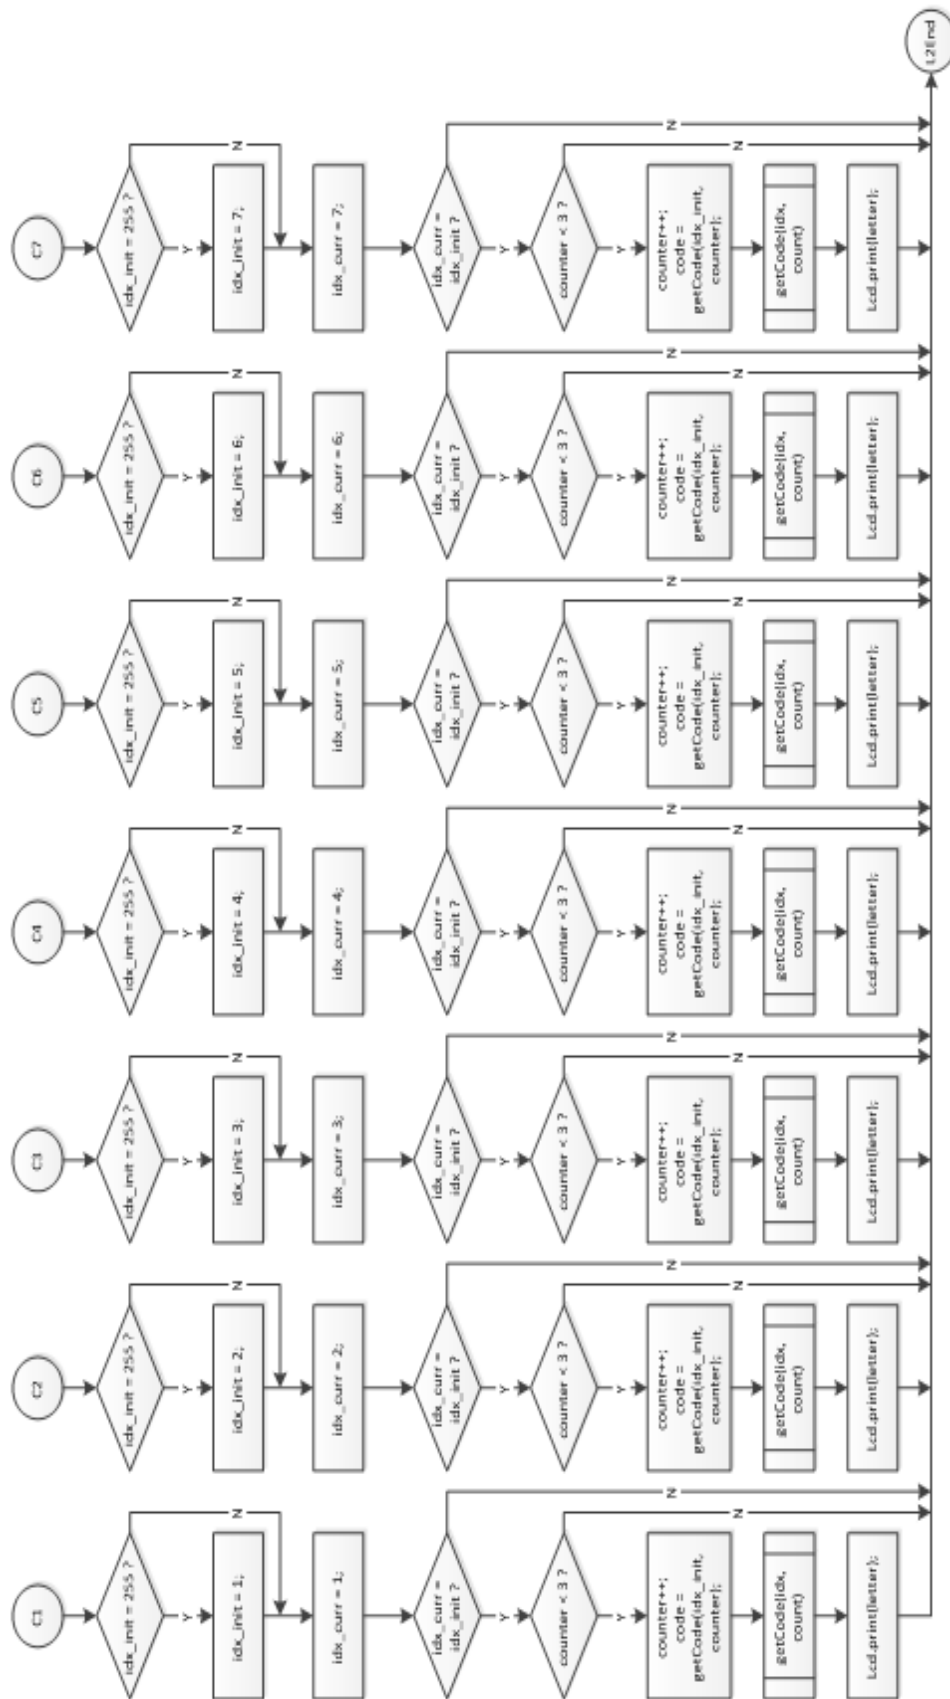 C1
idx_init = 255 ?
N
Y
idx_init = 1;
idx_curr = 1;
idx_curr =
idx_init ?
N
Y
counter < 3 ?
N
Y
counter++;
code =
getCode(idx_init,
counter);
getCode(idx,
count)
Lcd.print(letter);
C2
idx_init = 255 ?
N
Y
idx_init = 2;
idx_curr = 2;
idx_curr =
idx_init ?
N
Y
counter < 3 ?
N
Y
counter++;
code =
getCode(idx_init,
counter);
getCode(idx,
count)
Lcd.print(letter);
C3
idx_init = 255 ?
N
Y
idx_init = 3;
idx_curr = 3;
idx_curr =
idx_init ?
N
Y
counter < 3 ?
N
Y
counter++;
code =
getCode(idx_init,
counter);
getCode(idx,
count)
Lcd.print(letter);
C4
idx_init = 255 ?
N
Y
idx_init = 4;
idx_curr = 4;
idx_curr =
idx_init ?
N
Y
counter < 3 ?
N
Y
counter++;
code =
getCode(idx_init,
counter);
getCode(idx,
count)
Lcd.print(letter);
C5
idx_init = 255 ?
N
Y
idx_init = 5;
idx_curr = 5;
idx_curr =
idx_init ?
N
Y
counter < 3 ?
N
Y
counter++;
code =
getCode(idx_init,
counter);
getCode(idx,
count)
Lcd.print(letter);
C6
idx_init = 255 ?
N
Y
idx_init = 6;
idx_curr = 6;
idx_curr =
idx_init ?
N
Y
counter < 3 ?
N
Y
counter++;
code =
getCode(idx_init,
counter);
getCode(idx,
count)
Lcd.print(letter);
C7
idx_init = 255 ?
N
Y
idx_init = 7;
idx_curr = 7;
idx_curr =
idx_init ?
N
Y
counter < 3 ?
N
Y
counter++;
code =
getCode(idx_init,
counter);
getCode(idx,
count)
Lcd.print(letter);
L2End